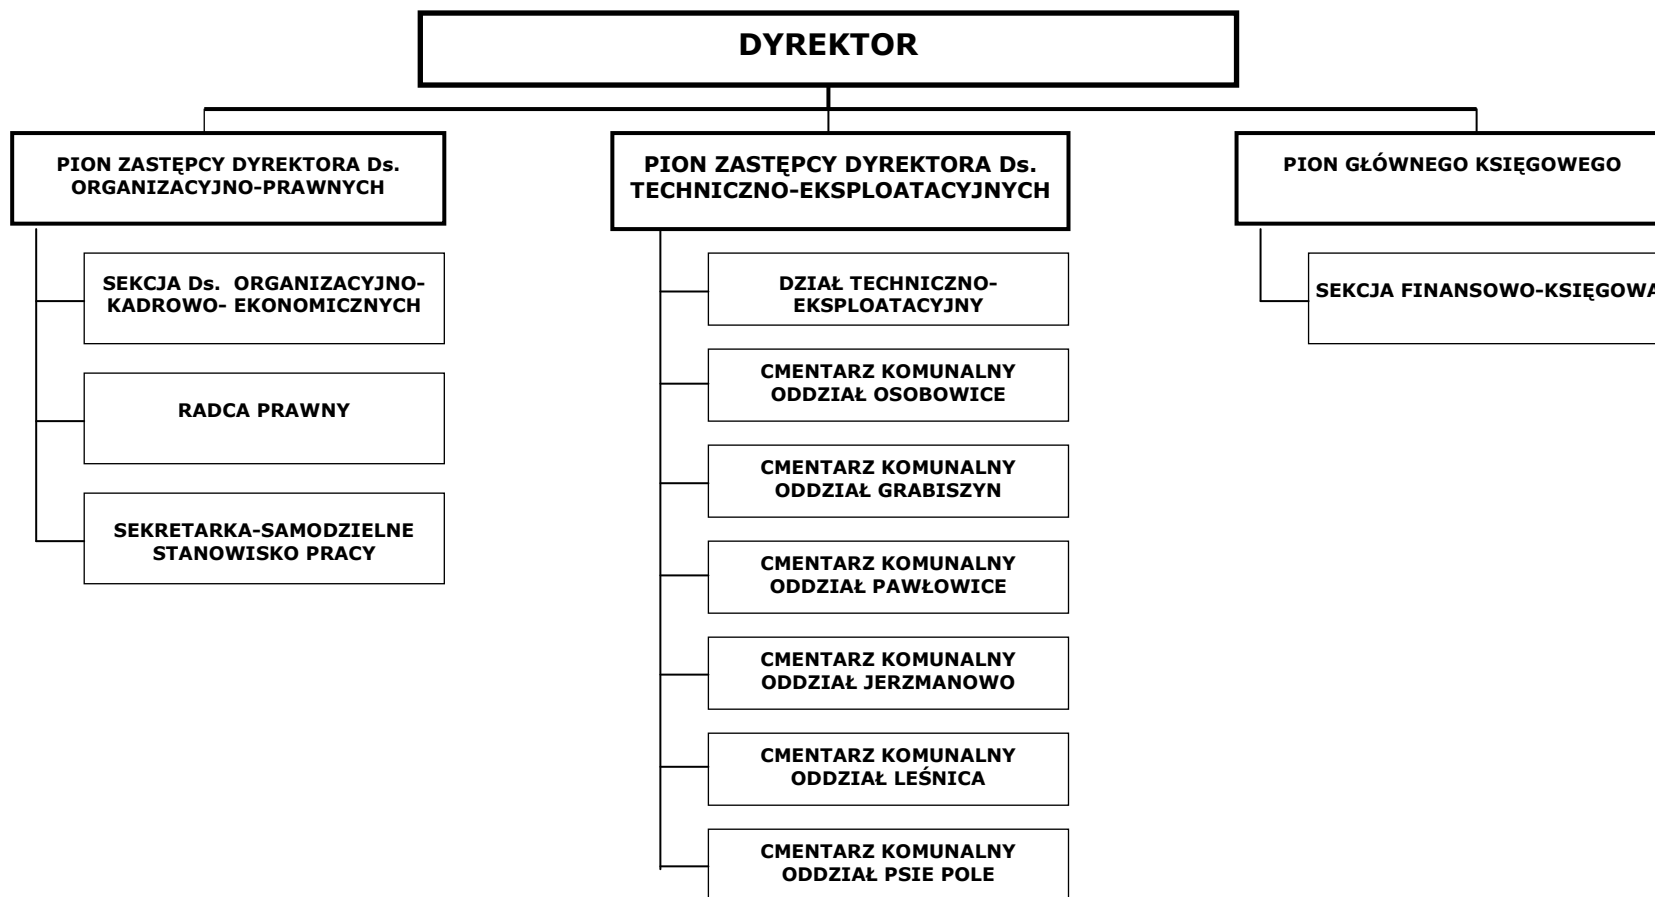 DYREKTOR
PION ZASTĘPCY DYREKTORA Ds.
ORGANIZACYJNO-PRAWNYCH
SEKCJA Ds. ORGANIZACYJNO-
KADROWO- EKONOMICZNYCH
RADCA PRAWNY
SEKRETARKA-SAMODZIELNE
STANOWISKO PRACY
PION ZASTĘPCY DYREKTORA Ds.
TECHNICZNO-EKSPLOATACYJNYCH
DZIAŁ TECHNICZNO-
EKSPLOATACYJNY
CMENTARZ KOMUNALNY
ODDZIAŁ OSOBOWICE
CMENTARZ KOMUNALNY
ODDZIAŁ GRABISZYN
CMENTARZ KOMUNALNY
ODDZIAŁ PAWŁOWICE
CMENTARZ KOMUNALNY
ODDZIAŁ JERZMANOWO
CMENTARZ KOMUNALNY
ODDZIAŁ LEŚNICA
CMENTARZ KOMUNALNY
ODDZIAŁ PSIE POLE
PION GŁÓWNEGO KSIĘGOWEGO
SEKCJA FINANSOWO-KSIĘGOWA